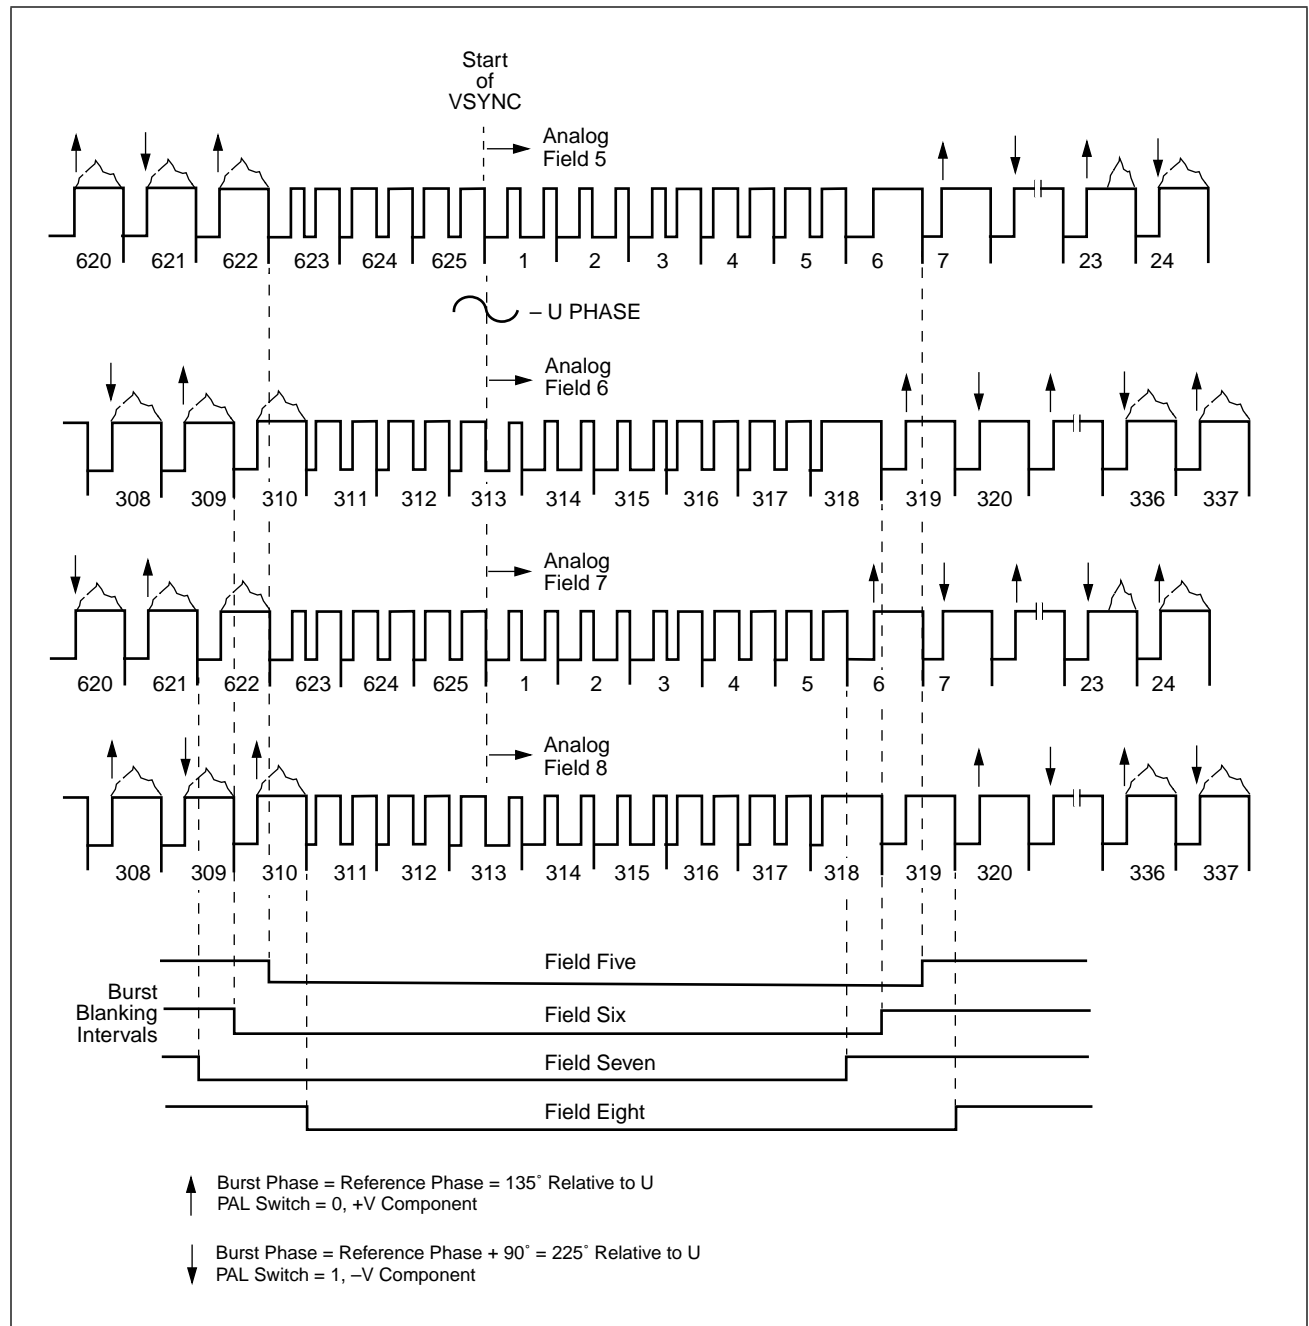 Start
of
VSYNC
Analog
Field 5
620 621 622 623 624 625 1 2 3 4 5 6 7 23 24
– U PHASE
Analog
Field 6
308 309 310 311 312 313 314 315 316 317 318 319 320 336 337
Analog
Field 7
620 621 622 623 624 625 1 2 3 4 5 6 7 23 24
Analog
Field 8
308 309 310 311 312 313 314 315 316 317 318 319 320 336 337
Field Five
Burst
Blanking
Intervals
Field Six
Field Seven
Field Eight
Burst Phase = Reference Phase = 135˚ Relative to U
PAL Switch = 0, +V Component
Burst Phase = Reference Phase + 90˚ = 225˚ Relative to U
PAL Switch = 1, –V Component